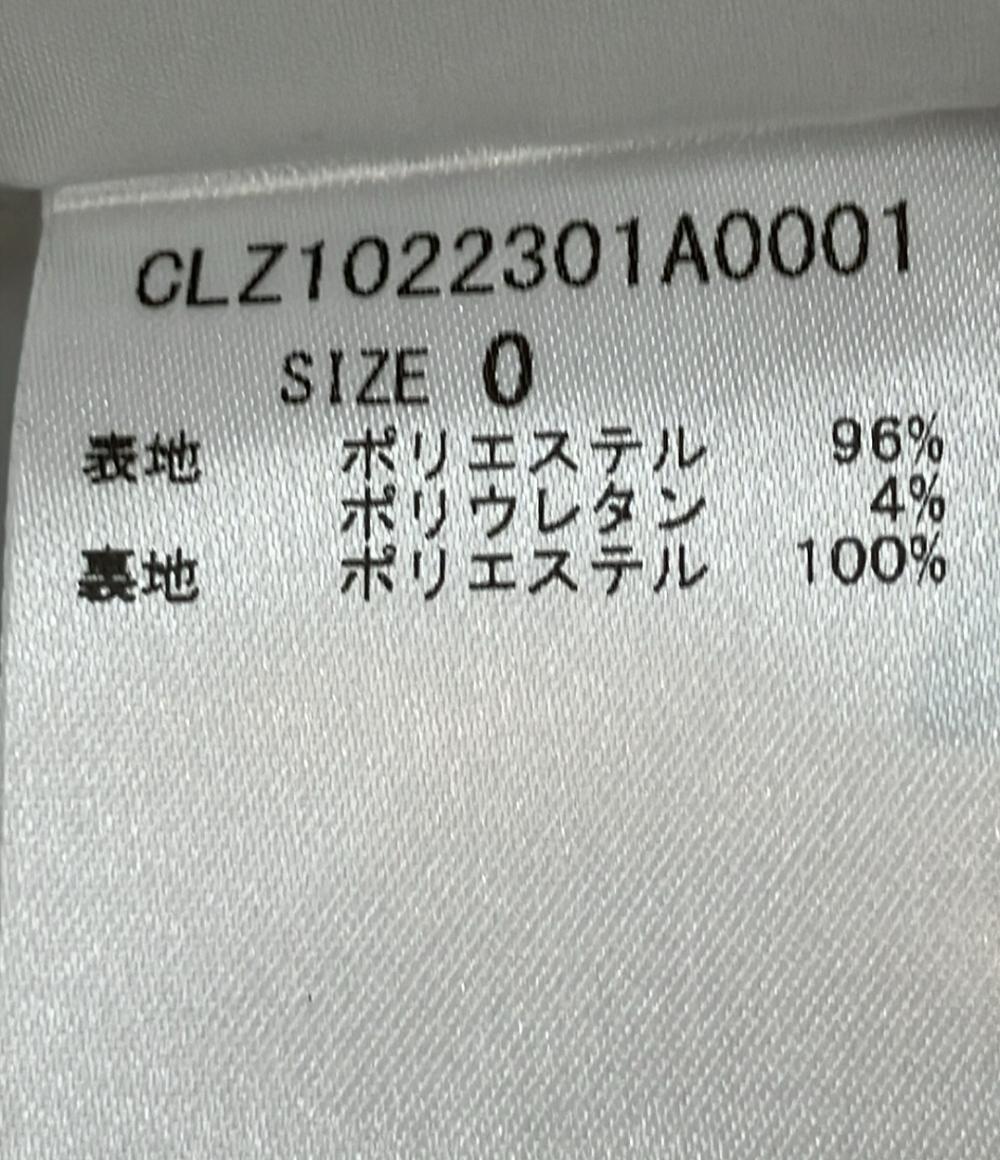 CLZ1022301A0001
SIZE 0
表地 ポリエステル 96%
ポリウレタン 4%
裏地 ポリエステル 100%